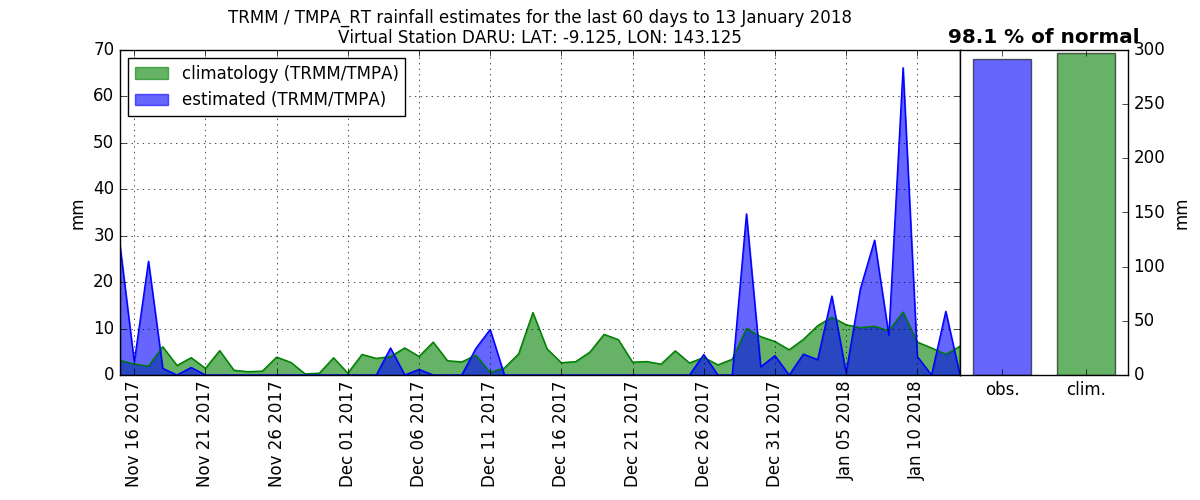 TRMM / TMPA_RT rainfall estimates for the last 60 days to 13 January 2018
Virtual Station DARU: LAT: -9.125, LON: 143.125
98.1 % of normal
climatology (TRMM/TMPA)
estimated (TRMM/TMPA)
70
60
50
40
30
20
10
0
mm
Nov 16 2017
Nov 21 2017
Nov 26 2017
Dec 01 2017
Dec 06 2017
Dec 11 2017
Dec 16 2017
Dec 21 2017
Dec 26 2017
Dec 31 2017
Jan 05 2018
Jan 10 2018
300
250
200
150
100
50
0
mm
obs.
clim.